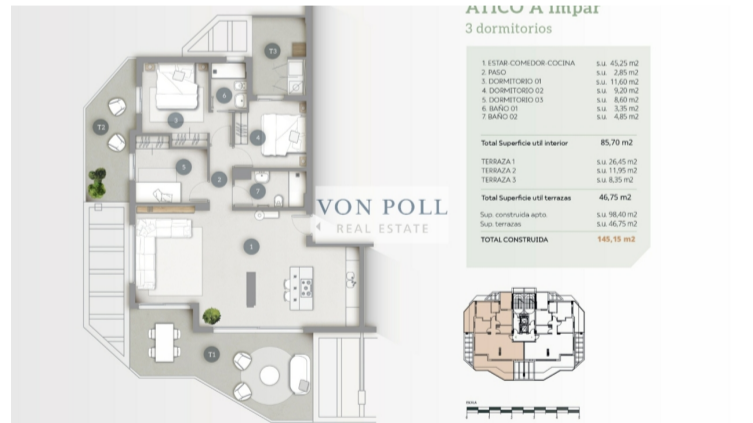 ÁTICO A impar
3 dormitorios
1. ESTAR-COMEDOR-COCINA s.u. 45,25 m2
2. PASO s.u. 2,85 m2
3. DORMITORIO 01 s.u. 11,60 m2
4. DORMITORIO 02 s.u. 9,20 m2
5. DORMITORIO 03 s.u. 8,60 m2
6. BAÑO 01 s.u. 3,35 m2
7. BAÑO 02 s.u. 4,85 m2
Total Superficie util interior 85,70 m2
TERRAZA 1 s.u. 26,45 m2
TERRAZA 2 s.u. 11,95 m2
TERRAZA 3 s.u. 8,35 m2
Total Superficie util terrazas 46,75 m2
Sup. construida apto. s.u. 98,40 m2
Sup. terrazas s.u. 46,75 m2
TOTAL CONSTRUIDA 145,15 m2
T3
6
3
T2
4
5
2
7
VON POLL
REAL ESTATE
1
T1